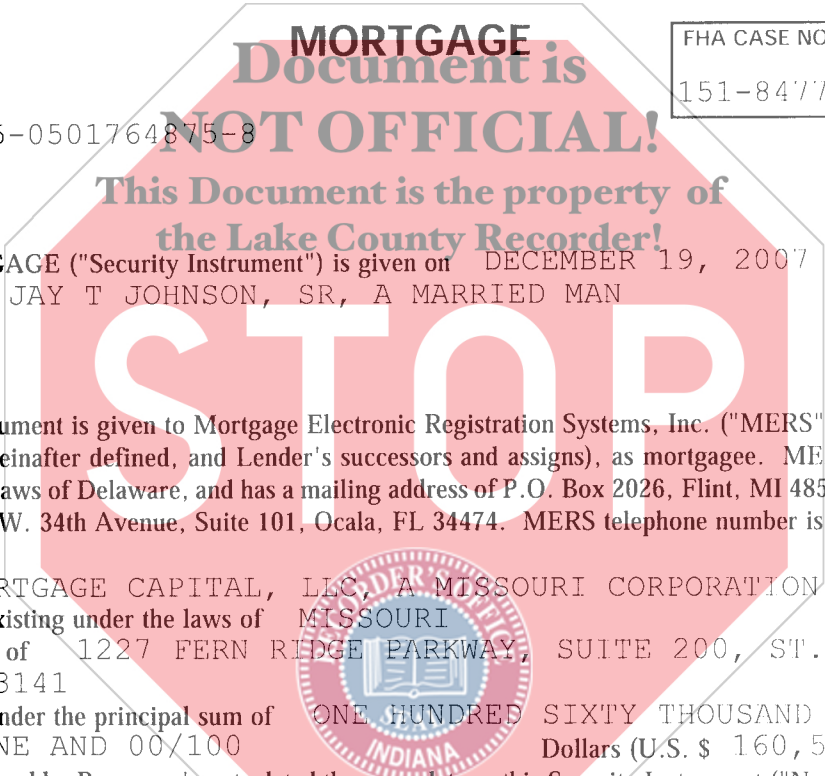 MORTGAGE
FHA CASE NO
Document is
151-8477
5-0501764875-8
NOT OFFICIAL!
This Document is the property of
the Lake County Recorder!
GAGE ("Security Instrument") is given on DECEMBER 19, 2007
JAY T JOHNSON, SR, A MARRIED MAN
STOP
ument is given to Mortgage Electronic Registration Systems, Inc. ("MERS"
einafter defined, and Lender's successors and assigns), as mortgagee. ME
aws of Delaware, and has a mailing address of P.O. Box 2026, Flint, MI 485
W. 34th Avenue, Suite 101, Ocala, FL 34474. MERS telephone number is
RTGAGE CAPITAL, LLC, A MISSOURI CORPORATION
xisting under the laws of MISSOURI
of 1227 FERN RIDGE PARKWAY, SUITE 200, ST.
3141
nder the principal sum of ONE HUNDRED SIXTY THOUSAND
NE AND 00/100 Dollars (U.S. $ 160,5
RECORDER'S OFFICE
SEAL
INDIANA